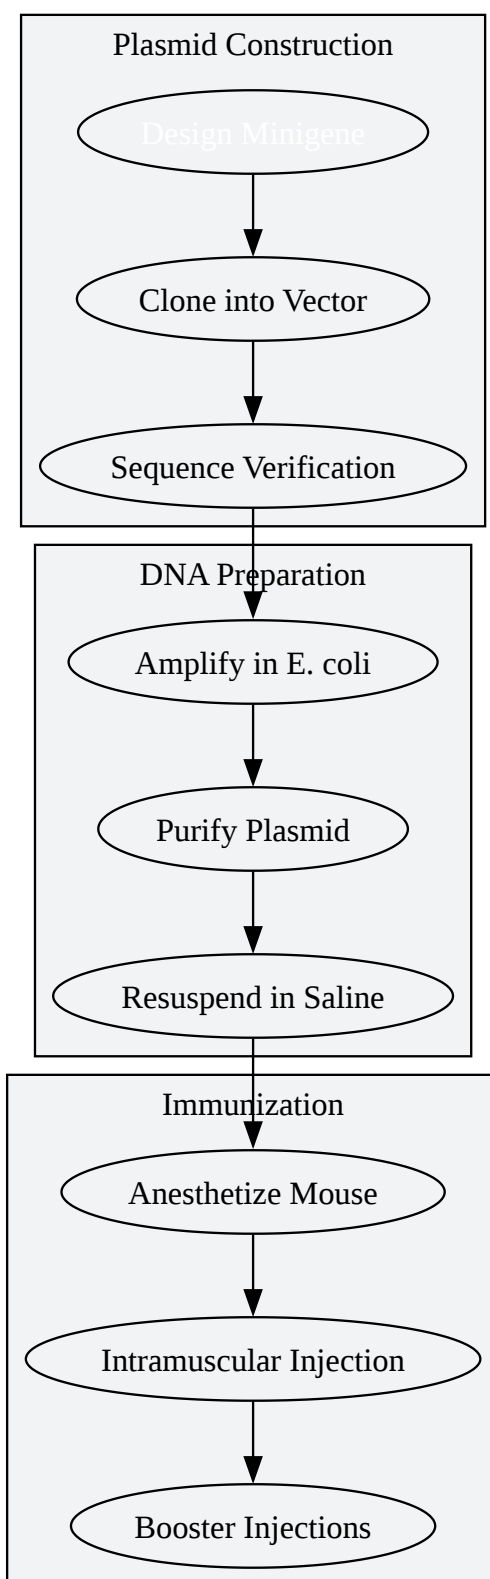 Plasmid Construction
Design Minigene
Clone into Vector
Sequence Verification
DNA Preparation
Amplify in E. coli
Purify Plasmid
Resuspend in Saline
Immunization
Anesthetize Mouse
Intramuscular Injection
Booster Injections